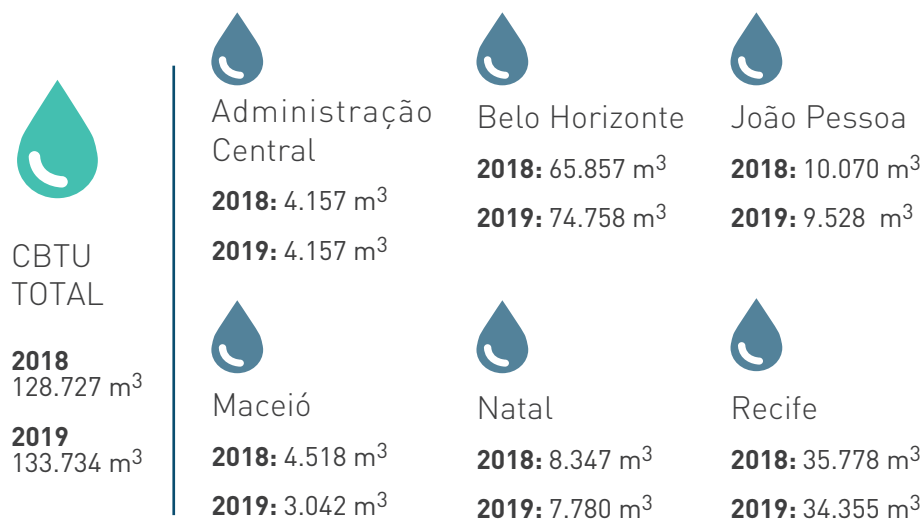 CBTU
TOTAL
2018
128.727 m³
2019
133.734 m³
Administração
Central
2018: 4.157 m³
2019: 4.157 m³
Belo Horizonte
2018: 65.857 m³
2019: 74.758 m³
João Pessoa
2018: 10.070 m³
2019: 9.528 m³
Maceió
2018: 4.518 m³
2019: 3.042 m³
Natal
2018: 8.347 m³
2019: 7.780 m³
Recife
2018: 35.778 m³
2019: 34.355 m³